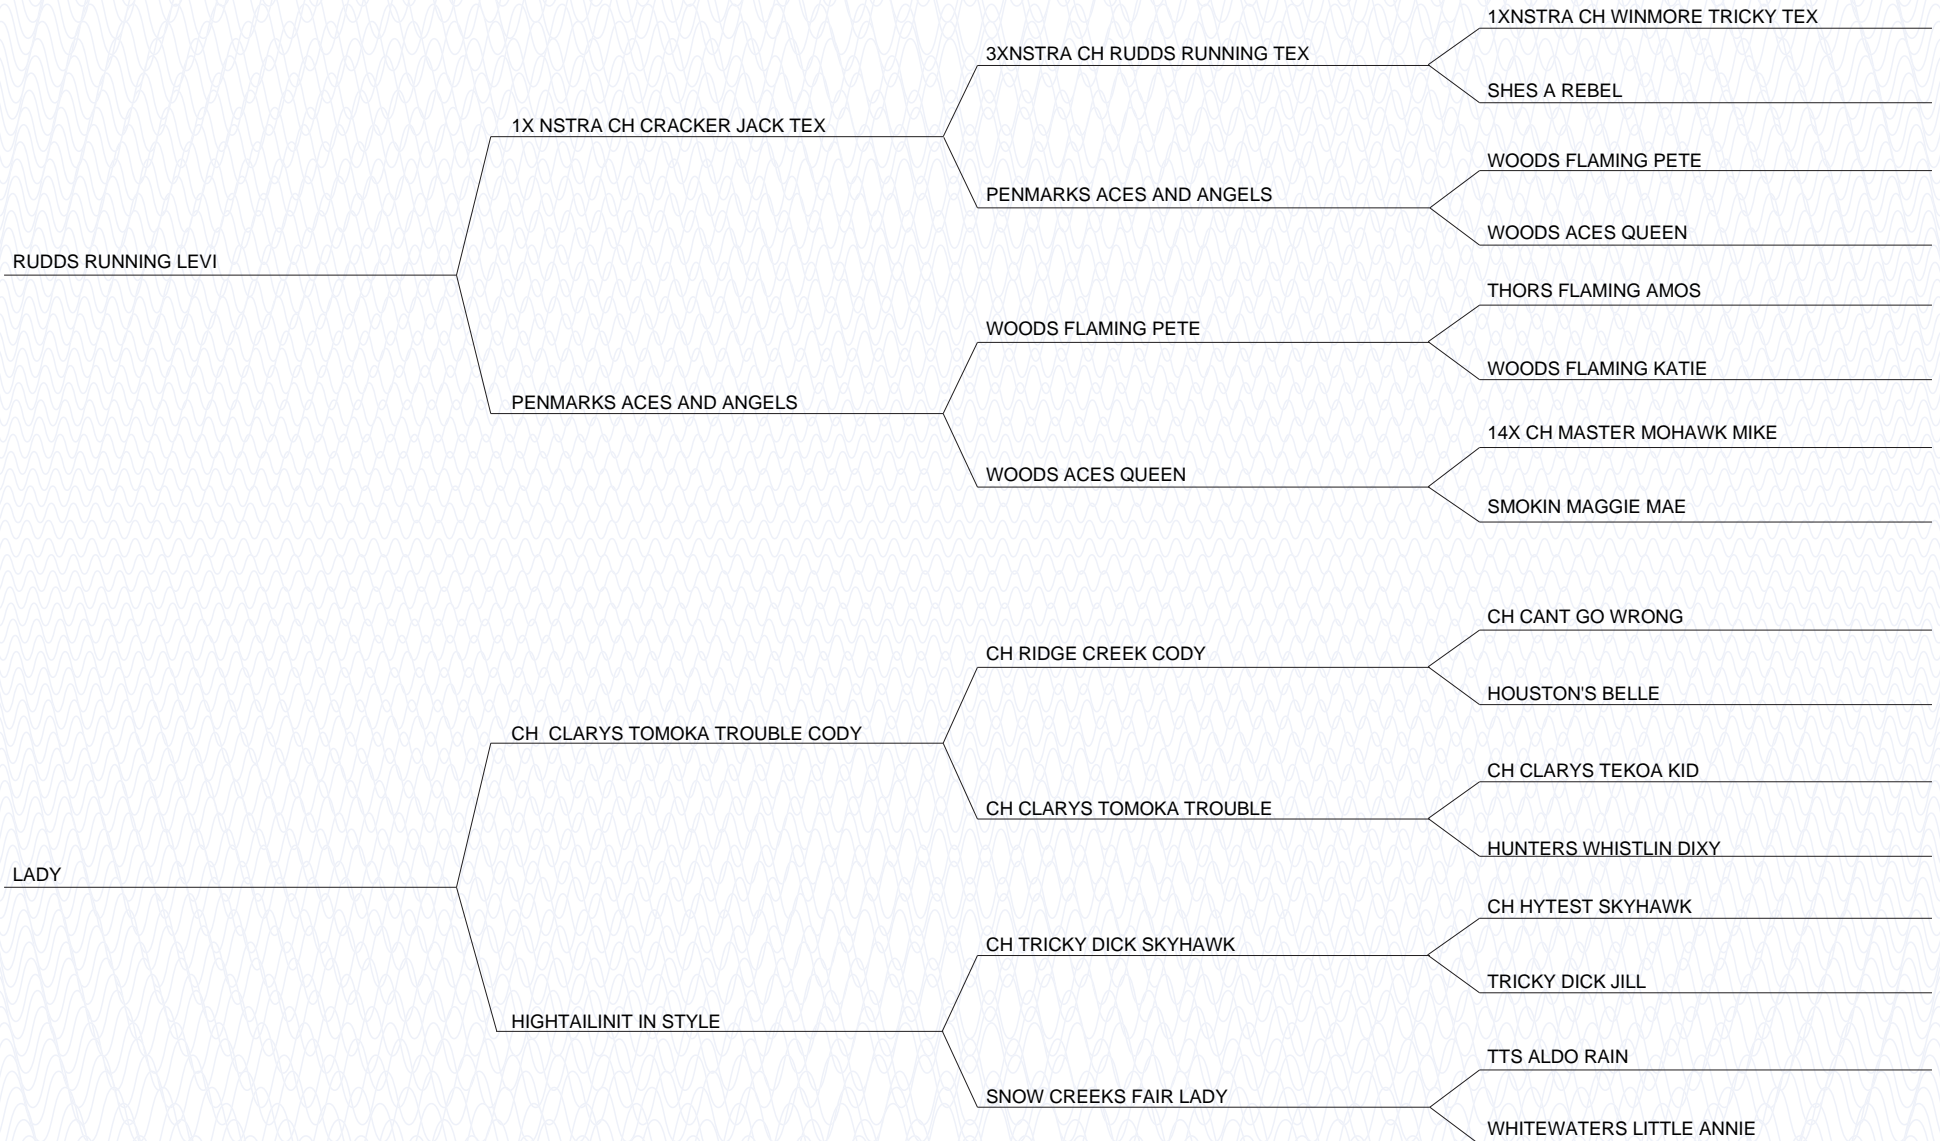 1XNSTRA CH WINMORE TRICKY TEX
3XNSTRA CH RUDDS RUNNING TEX
SHES A REBEL
1X NSTRA CH CRACKER JACK TEX
WOODS FLAMING PETE
PENMARKS ACES AND ANGELS
WOODS ACES QUEEN
RUDDS RUNNING LEVI
THORS FLAMING AMOS
WOODS FLAMING PETE
WOODS FLAMING KATIE
PENMARKS ACES AND ANGELS
14X CH MASTER MOHAWK MIKE
WOODS ACES QUEEN
SMOKIN MAGGIE MAE
CH CANT GO WRONG
CH RIDGE CREEK CODY
HOUSTON'S BELLE
CH  CLARYS TOMOKA TROUBLE CODY
CH CLARYS TEKOA KID
CH CLARYS TOMOKA TROUBLE
HUNTERS WHISTLIN DIXY
LADY
CH HYTEST SKYHAWK
CH TRICKY DICK SKYHAWK
TRICKY DICK JILL
HIGHTAILINIT IN STYLE
TTS ALDO RAIN
SNOW CREEKS FAIR LADY
WHITEWATERS LITTLE ANNIE